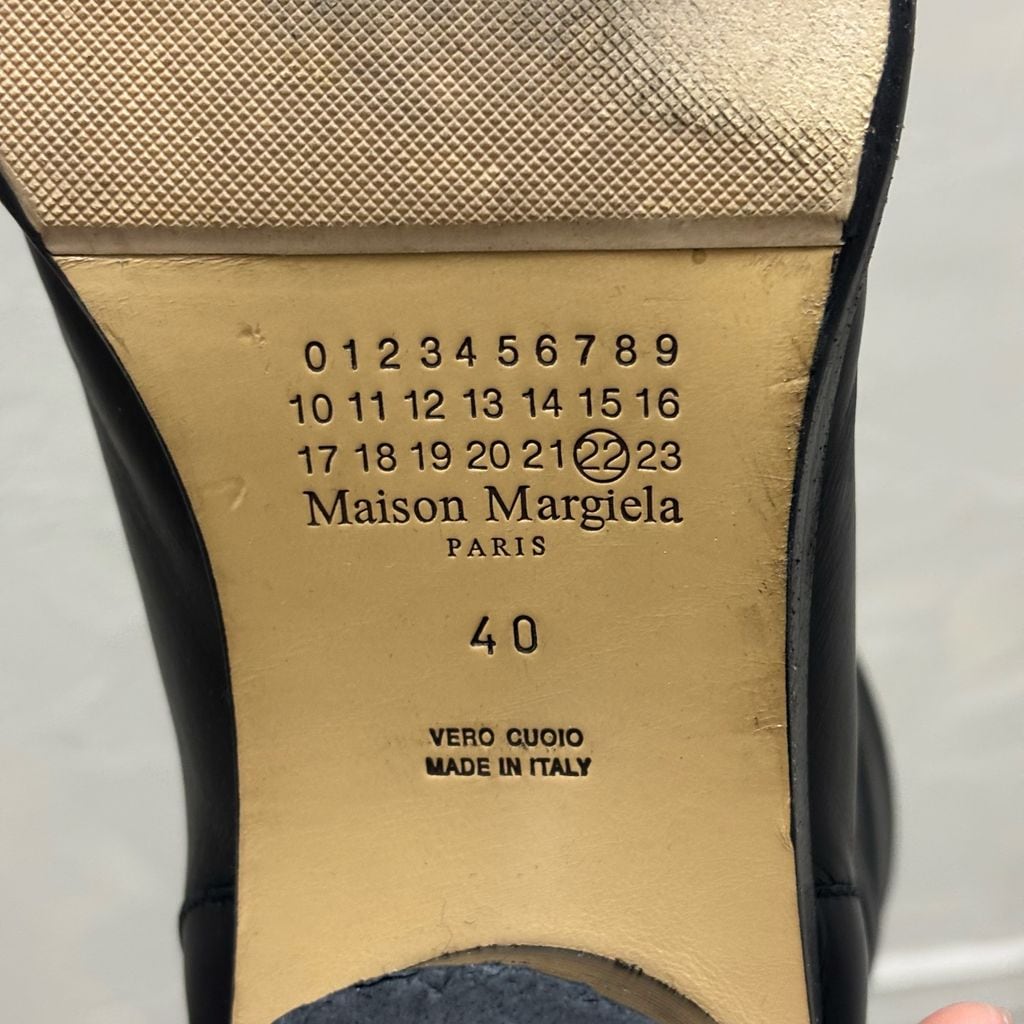 0 1 2 3 4 5 6 7 8 9
10 11 12 13 14 15 16
17 18 19 20 21 22 23
Maison Margiela
PARIS
40
VERO CUOIO
MADE IN ITALY